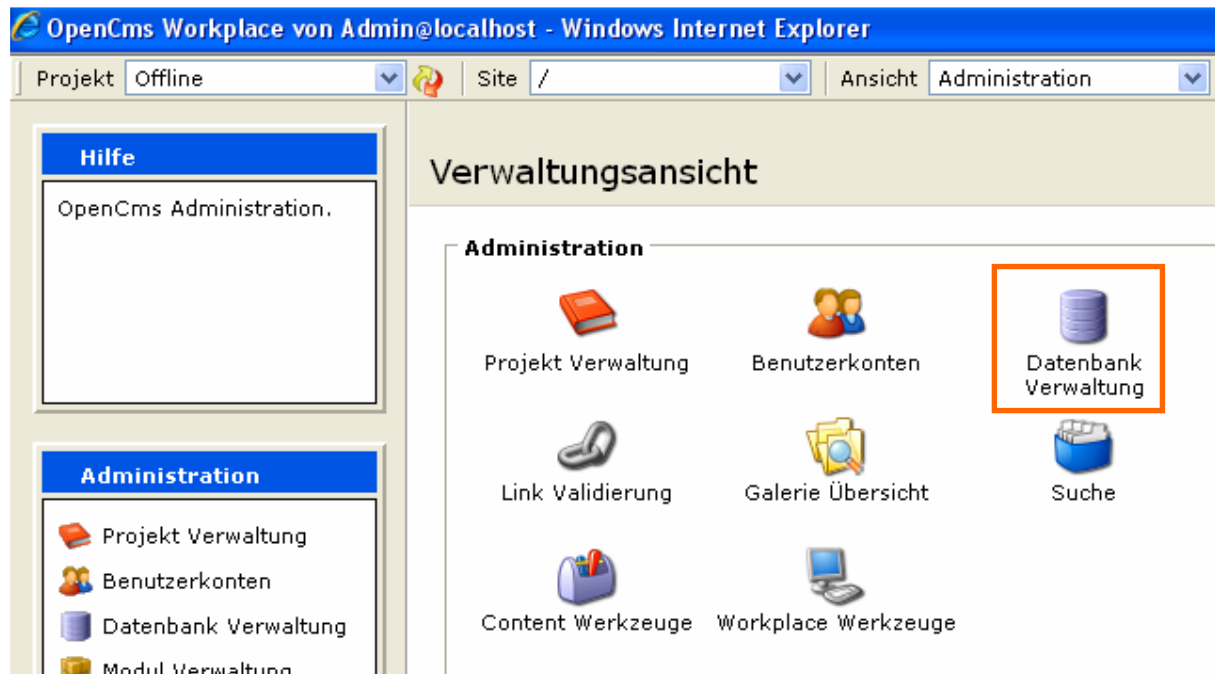 OpenCms Workplace von Admin@localhost - Windows Internet Explorer
Projekt Offline Site / Ansicht Administration
Hilfe
OpenCms Administration.
Verwaltungsansicht
Administration
Projekt Verwaltung
Benutzerkonten
Datenbank
Verwaltung
Link Validierung
Galerie Übersicht
Suche
Content Werkzeuge
Workplace Werkzeuge
Administration
Projekt Verwaltung
Benutzerkonten
Datenbank Verwaltung
Modul Verwaltung